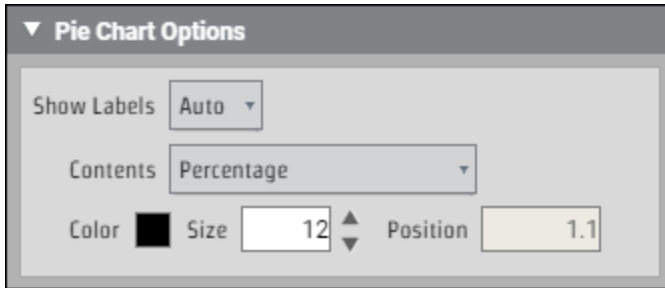 Pie Chart Options
Show Labels Auto
Contents Percentage
Color Size 12 Position 1.1